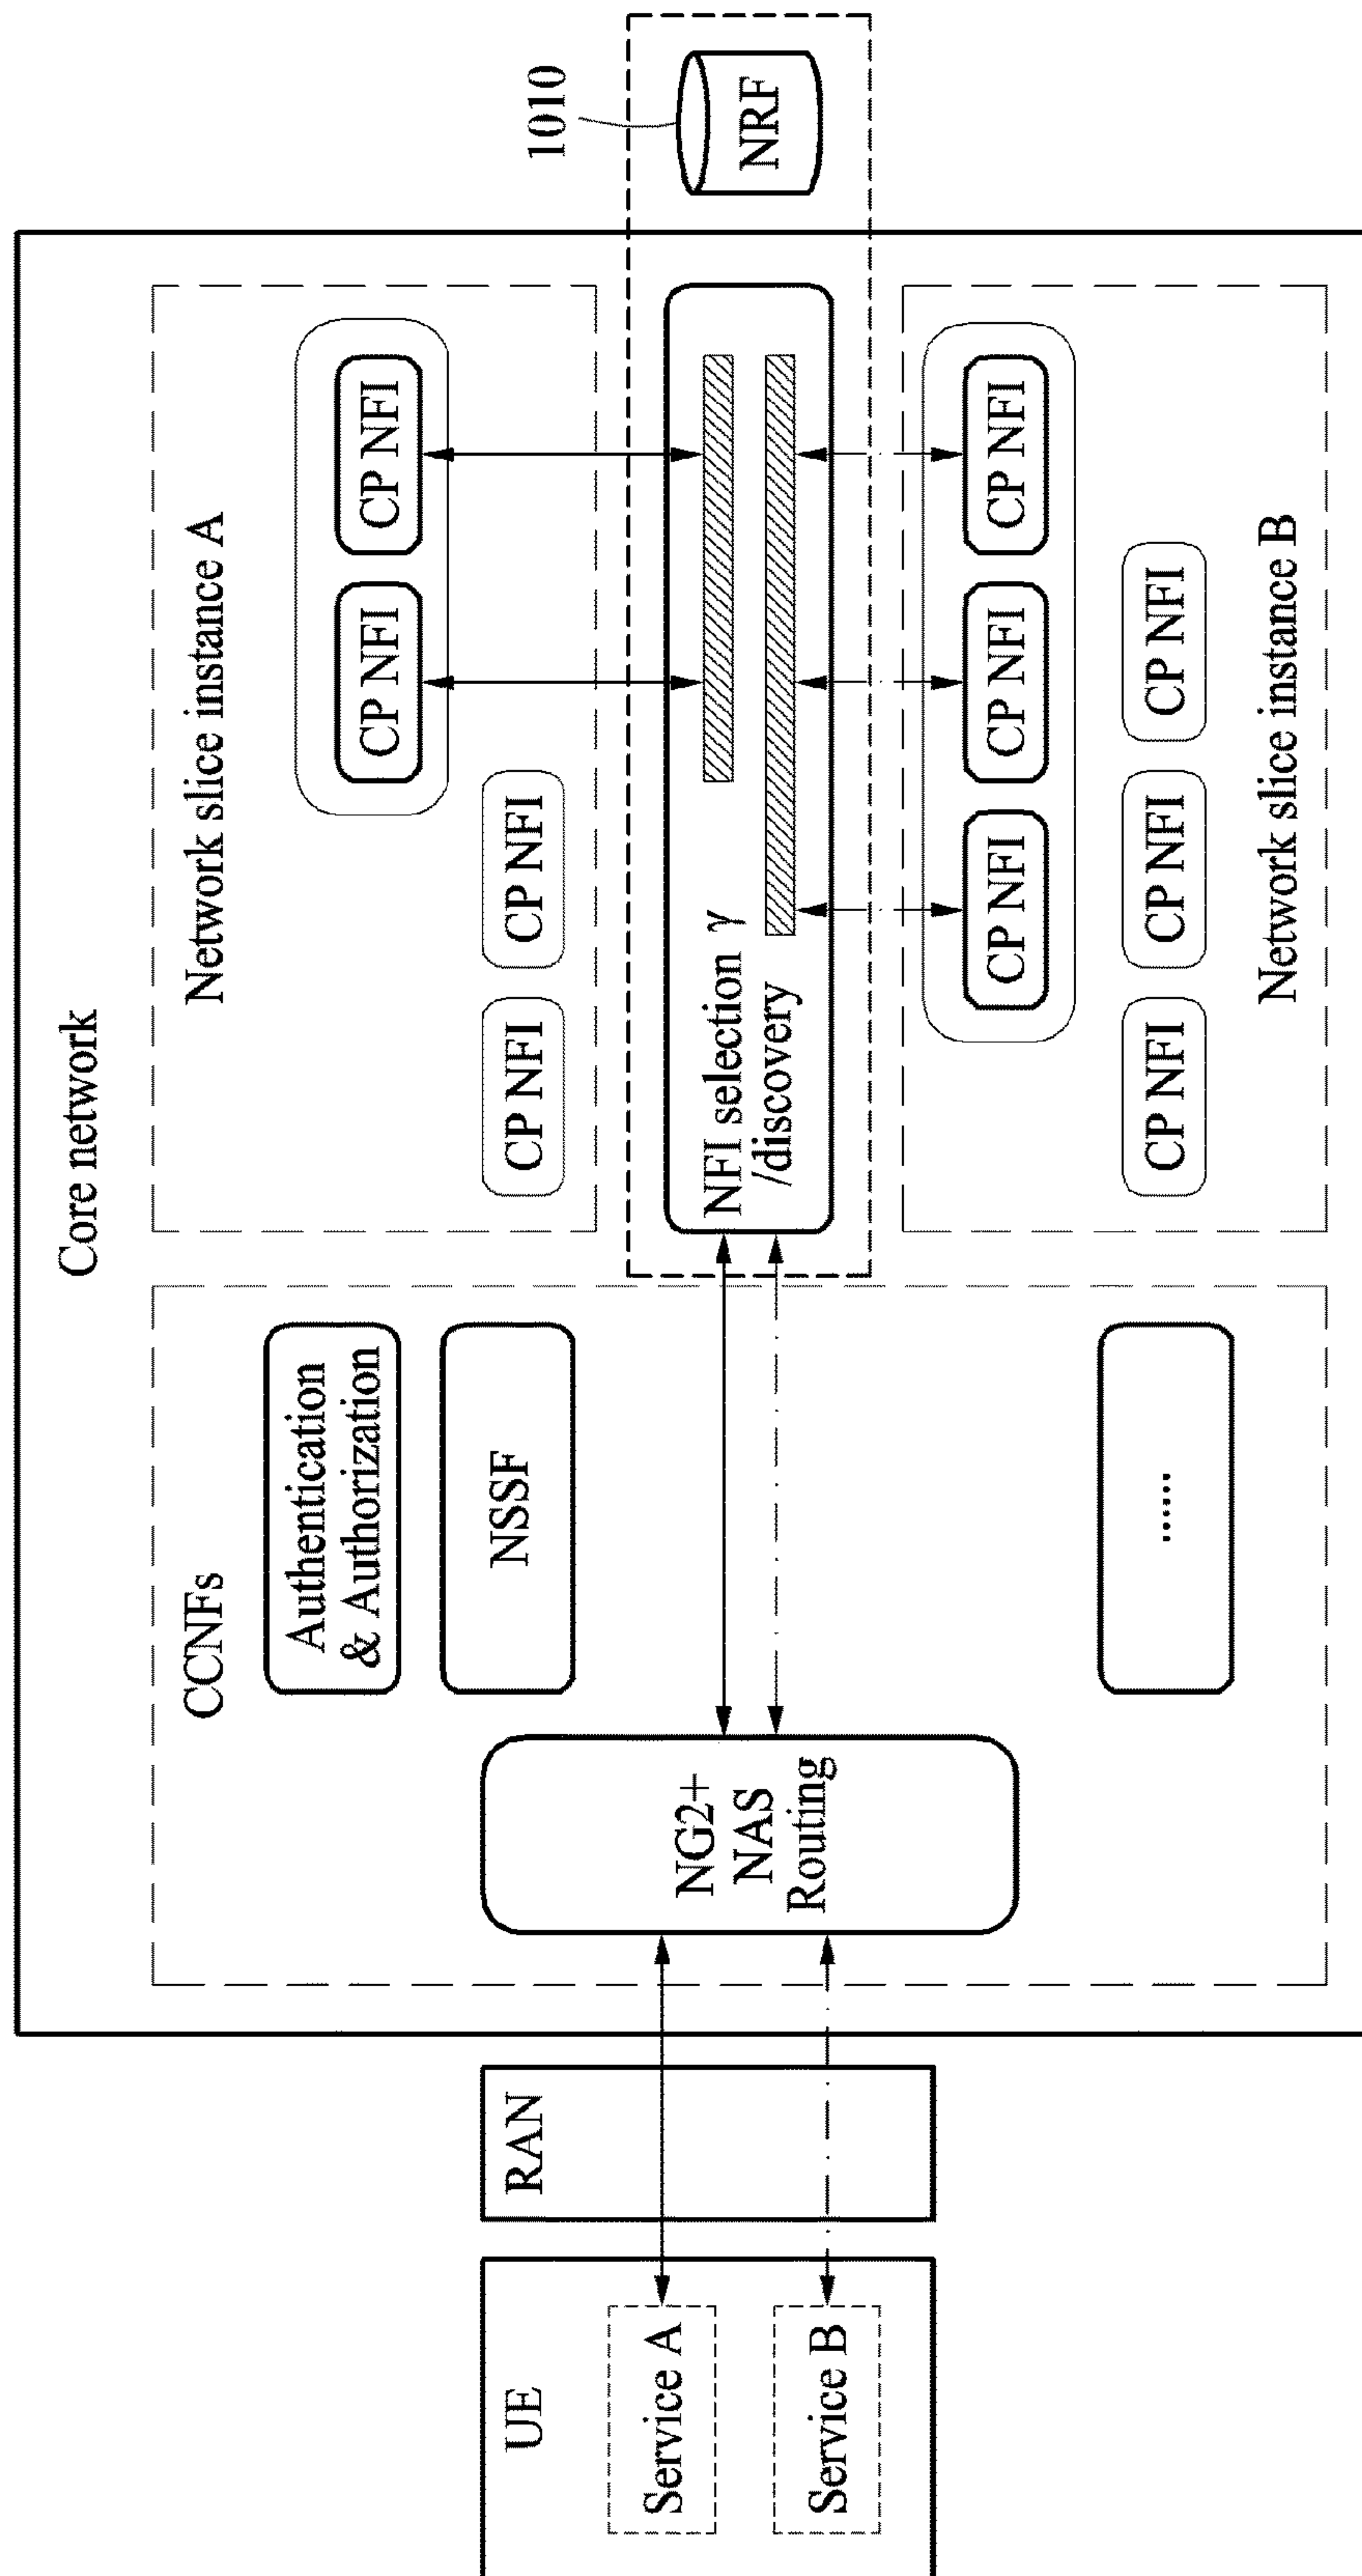 Core network
UE
Service A
Service B
RAN
CCNFs
Authentication
& Authorization
NSSF
NG2+
NAS
Routing
......
Network slice instance A
CP NFI
CP NFI
CP NFI
CP NFI
NFI selection γ
/discovery
CP NFI
CP NFI
CP NFI
CP NFI
CP NFI
CP NFI
Network slice instance B
1010
NRF